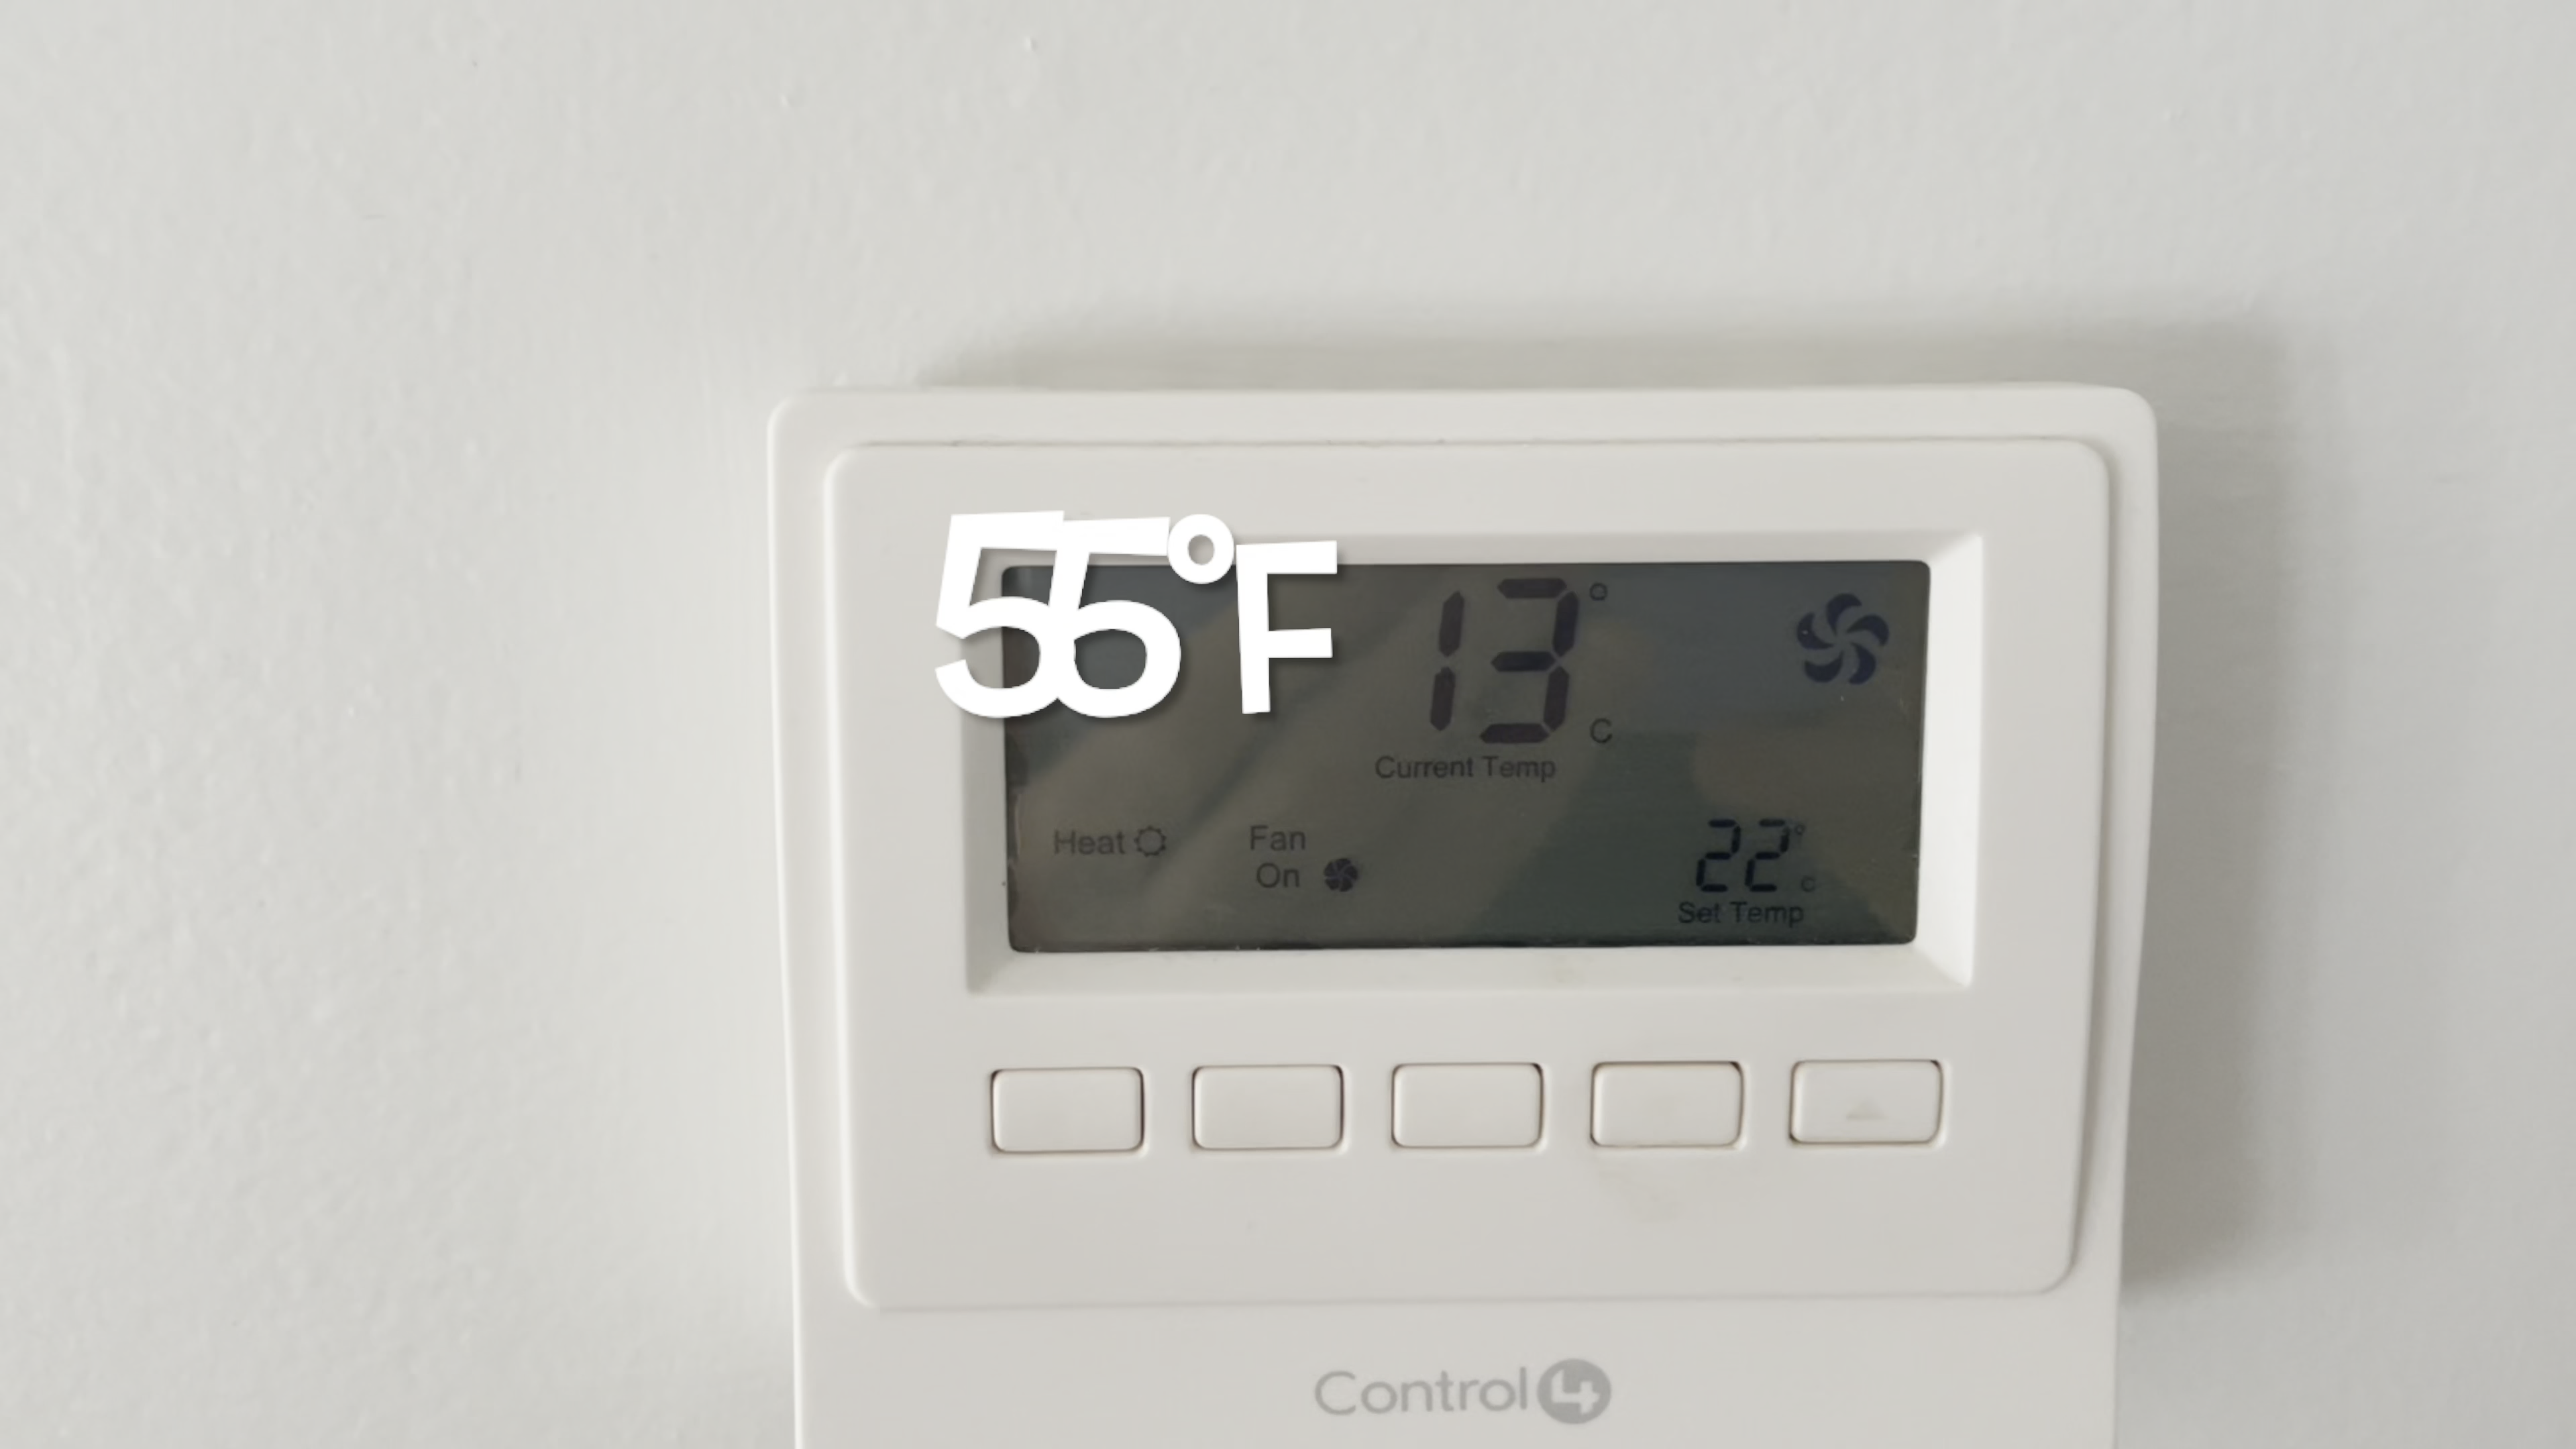 55°F
13°C
Current Temp
Heat
Fan
On
22°C
Set Temp
Control4